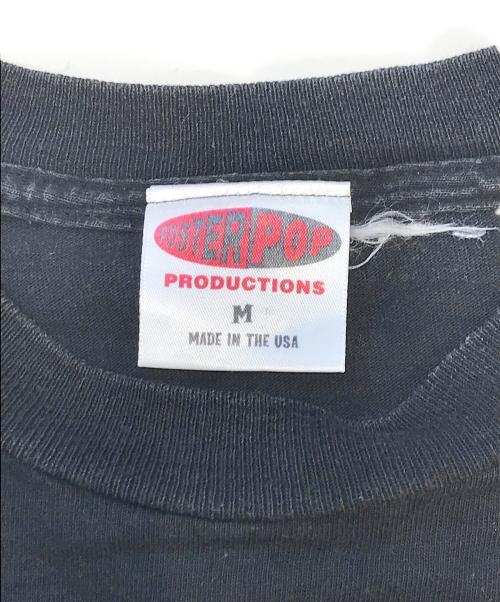 POSTER POP
PRODUCTIONS
M
MADE IN THE USA